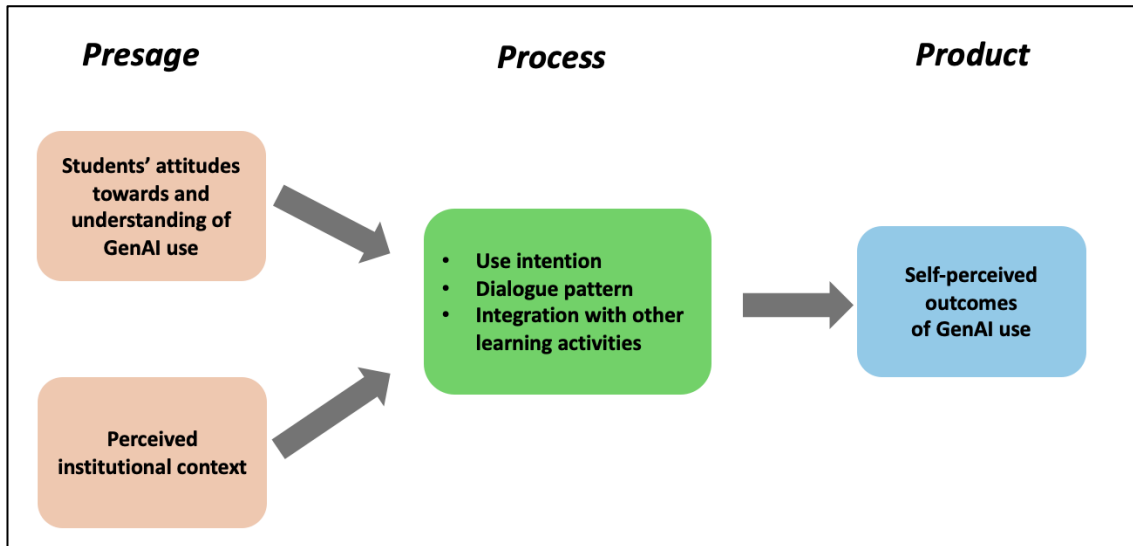 Presage
Process
Product
Students' attitudes
towards and
understanding of
GenAI use
Perceived
institutional context
• Use intention
• Dialogue pattern
• Integration with other
learning activities
Self-perceived
outcomes
of GenAI use